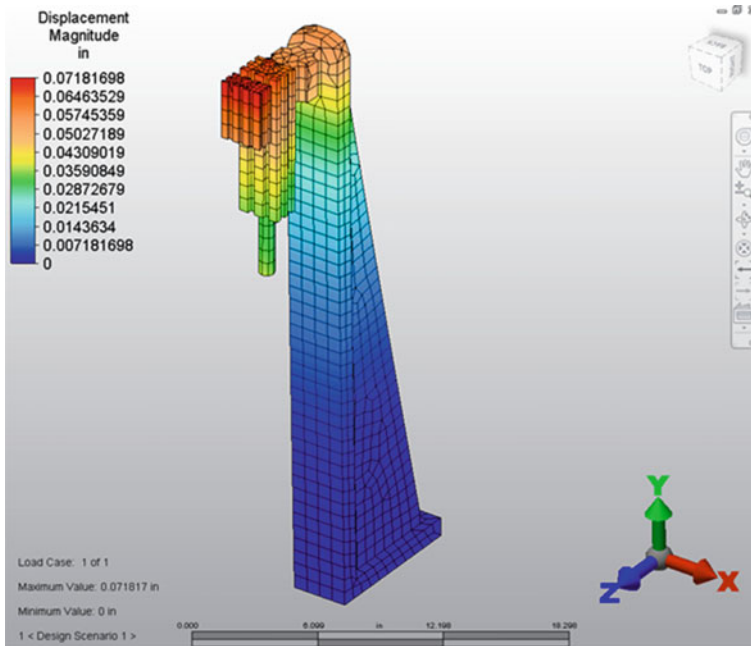 Displacement
Magnitude
in
0.07181698
0.06463529
0.05745359
0.05027189
0.04309019
0.03590849
0.02872679
0.0215451
0.0143634
0.007181698
0
TOP
Y
X
Z
Load Case: 1 of 1
Maximum Value: 0.071817 in
Minimum Value: 0 in
1 < Design Scenario 1 >
0.000 6.099 in 12.198 18.298